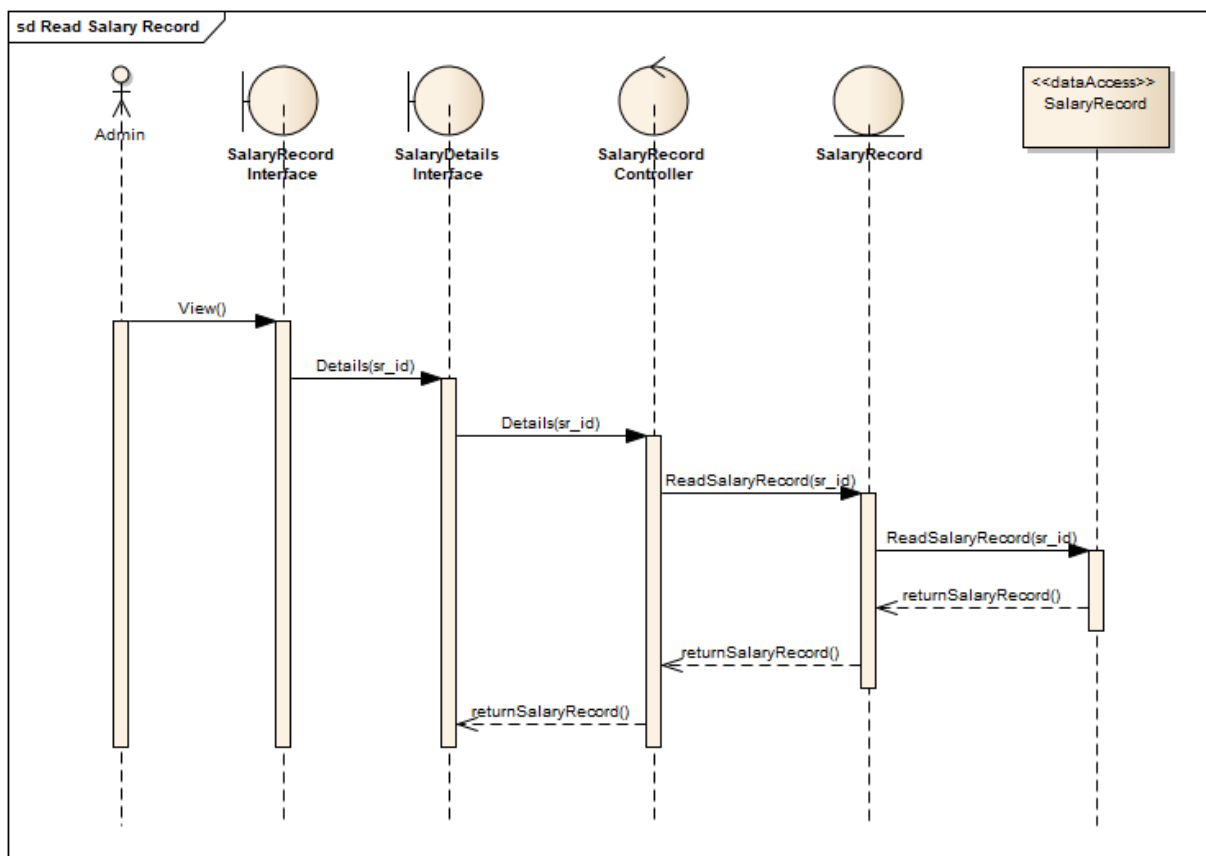 sd Read Salary Record
Admin
SalaryRecord
Interface
SalaryDetails
Interface
SalaryRecord
Controller
SalaryRecord
<<dataAccess>>
SalaryRecord
View()
Details(sr_id)
Details(sr_id)
ReadSalaryRecord(sr_id)
ReadSalaryRecord(sr_id)
returnSalaryRecord()
returnSalaryRecord()
returnSalaryRecord()